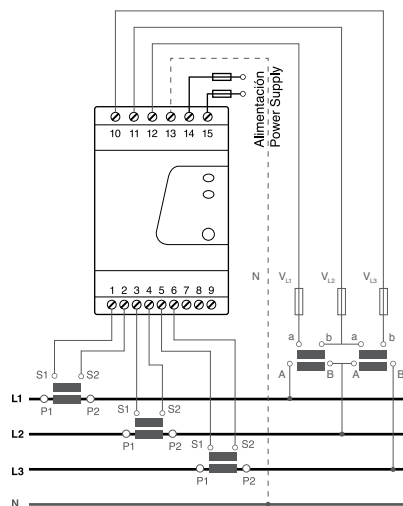 10 11 12 13 14 15
Alimentación
Power Supply
1 2 3 4 5 6 7 8 9
N VL1 VL2 VL3
a b a b
A B A B
S1 S2 S1 S2 S1 S2
L1
P1 P2
L2
P1 P2
L3
P1 P2
N